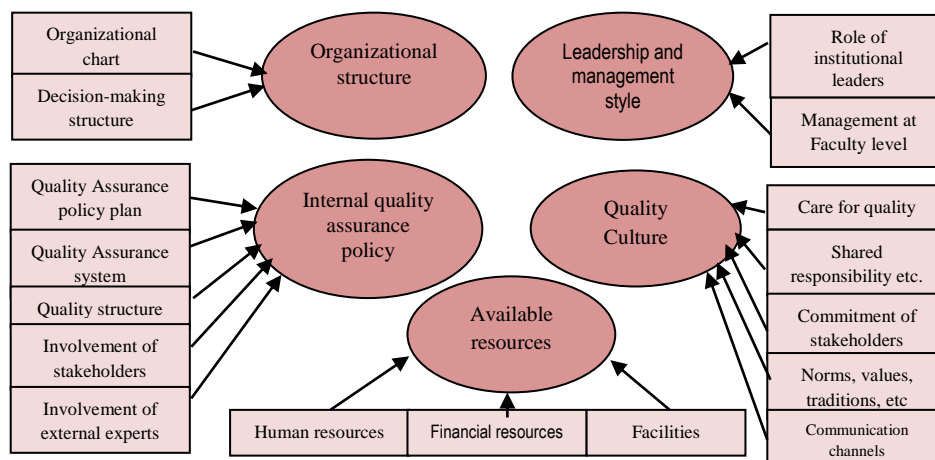 Organizational
chart
Decision-making
structure
Organizational
structure
Leadership and
management
style
Role of
institutional
leaders
Management at
Faculty level
Quality Assurance
policy plan
Quality Assurance
system
Quality structure
Involvement of
stakeholders
Involvement of
external experts
Internal quality
assurance
policy
Quality
Culture
Care for quality
Shared
responsibility etc.
Commitment of
stakeholders
Norms, values,
traditions, etc
Communication
channels
Available
resources
Human resources
Financial resources
Facilities